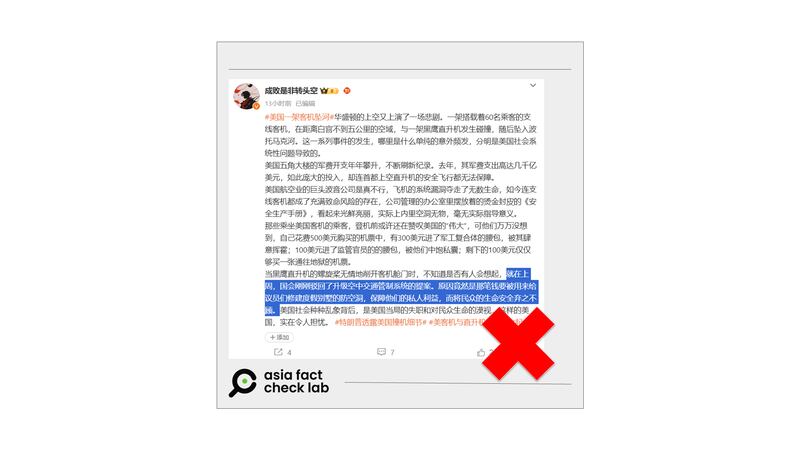 成败是非转头空
13小时前 已编辑
#美国一架客机坠河#华盛顿的上空又上演了一场悲剧。一架搭载着60名乘客的支
线客机，在距离白宫不到五公里的空域，与一架黑鹰直升机发生碰撞，随后坠入波
托马克河。这一系列事件的发生，哪里是什么单纯的意外频发，分明是美国社会系
统性问题导致的。
美国五角大楼的军费开支年年攀升，不断刷新纪录。去年，其军费支出高达几千亿
美元，如此庞大的投入，却连首都上空直升机的安全飞行都无法保障。
美国航空业的巨头波音公司是真不行，飞机的系统漏洞夺走了无数生命，如今连支
线客机都成了充满致命风险的存在，公司管理的办公室里摆放着的烫金封皮的《安
全生产手册》，看起来光鲜亮丽，实际上内里空洞无物，毫无实际指导意义。
那些乘坐美国客机的乘客，登机前或许还在赞叹美国的“伟大”，可他们万万没想
到，自己花费500美元购买的机票中，有300美元进了军工复合体的腰包，被其肆
意挥霍；100美元进了监管官员的的腰包，被他们中饱私囊；剩下的100美元仅仅
够买一张通往地狱的机票。
当黑鹰直升机的螺旋桨无情地削开客机舱门时，不知道是否有人会想起，就在上
周，国会刚刚驳回了升级空中交通管制系统的提案。原因竟然是那笔钱要被用来给
议员们修建度假别墅的防空洞，保障他们的私人利益，而将民众的生命安全弃之不
顾。美国社会种种乱象背后，是美国当局的失职和对民众生命的漠视，这样的美
国，实在令人担忧。 #特朗普透露美国撞机细节# #美客机与直升机
+ 添加
4
7
asia fact
check lab